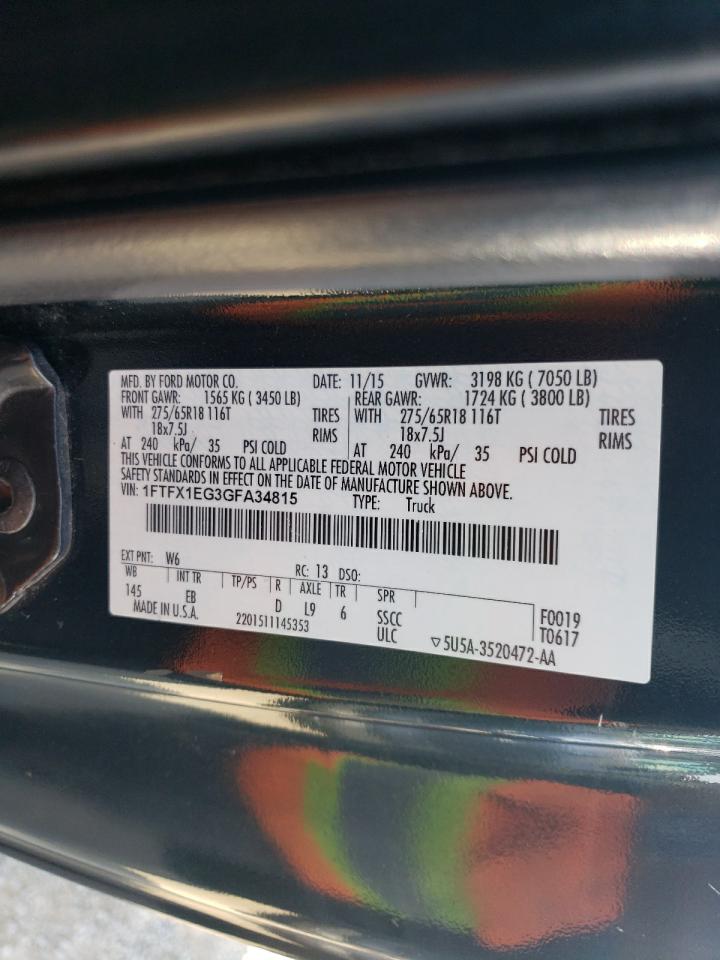 MFD. BY FORD MOTOR CO. DATE: 11/15 GVWR: 3198 KG ( 7050 LB)
FRONT GAWR: 1565 KG ( 3450 LB) REAR GAWR: 1724 KG ( 3800 LB)
WITH 275/65R18 116T TIRES WITH 275/65R18 116T TIRES
18x7.5J RIMS 18x7.5J RIMS
AT 240 kPa/ 35 PSI COLD AT 240 kPa/ 35 PSI COLD
THIS VEHICLE CONFORMS TO ALL APPLICABLE FEDERAL MOTOR VEHICLE
SAFETY STANDARDS IN EFFECT ON THE DATE OF MANUFACTURE SHOWN ABOVE.
VIN: 1FTFX1EG3GFA34815 TYPE: Truck
EXT PNT: W6 RC: 13 DSO:
WB INT TR TP/PS R AXLE TR SPR
145 EB D L9 6 SSCC F0019
MADE IN U.S.A. 2201511145353 ULC ▽5U5A-3520472-AA T0617